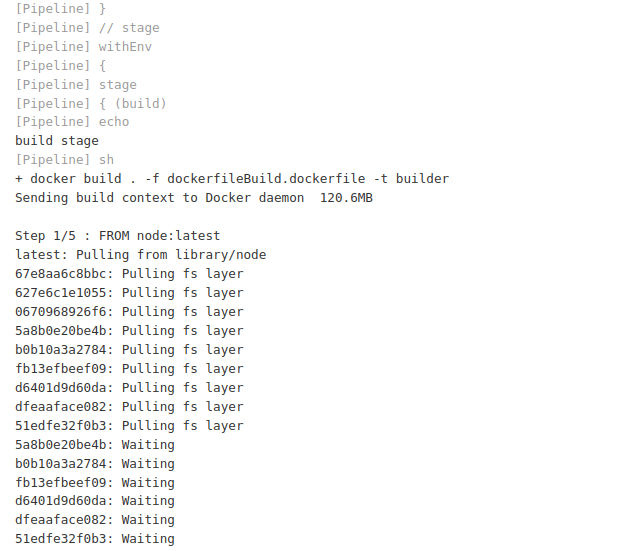 [Pipeline] }
[Pipeline] // stage
[Pipeline] withEnv
[Pipeline] {
[Pipeline] stage
[Pipeline] { (build)
[Pipeline] echo
build stage
[Pipeline] sh
+ docker build . -f dockerfileBuild.dockerfile -t builder
Sending build context to Docker daemon  120.6MB

Step 1/5 : FROM node:latest
latest: Pulling from library/node
67e8aa6c8bbc: Pulling fs layer
627e6c1e1055: Pulling fs layer
0670968926f6: Pulling fs layer
5a8b0e20be4b: Pulling fs layer
b0b10a3a2784: Pulling fs layer
fb13efbeef09: Pulling fs layer
d6401d9d60da: Pulling fs layer
dfeaaface082: Pulling fs layer
51edfe32f0b3: Pulling fs layer
5a8b0e20be4b: Waiting
b0b10a3a2784: Waiting
fb13efbeef09: Waiting
d6401d9d60da: Waiting
dfeaaface082: Waiting
51edfe32f0b3: Waiting